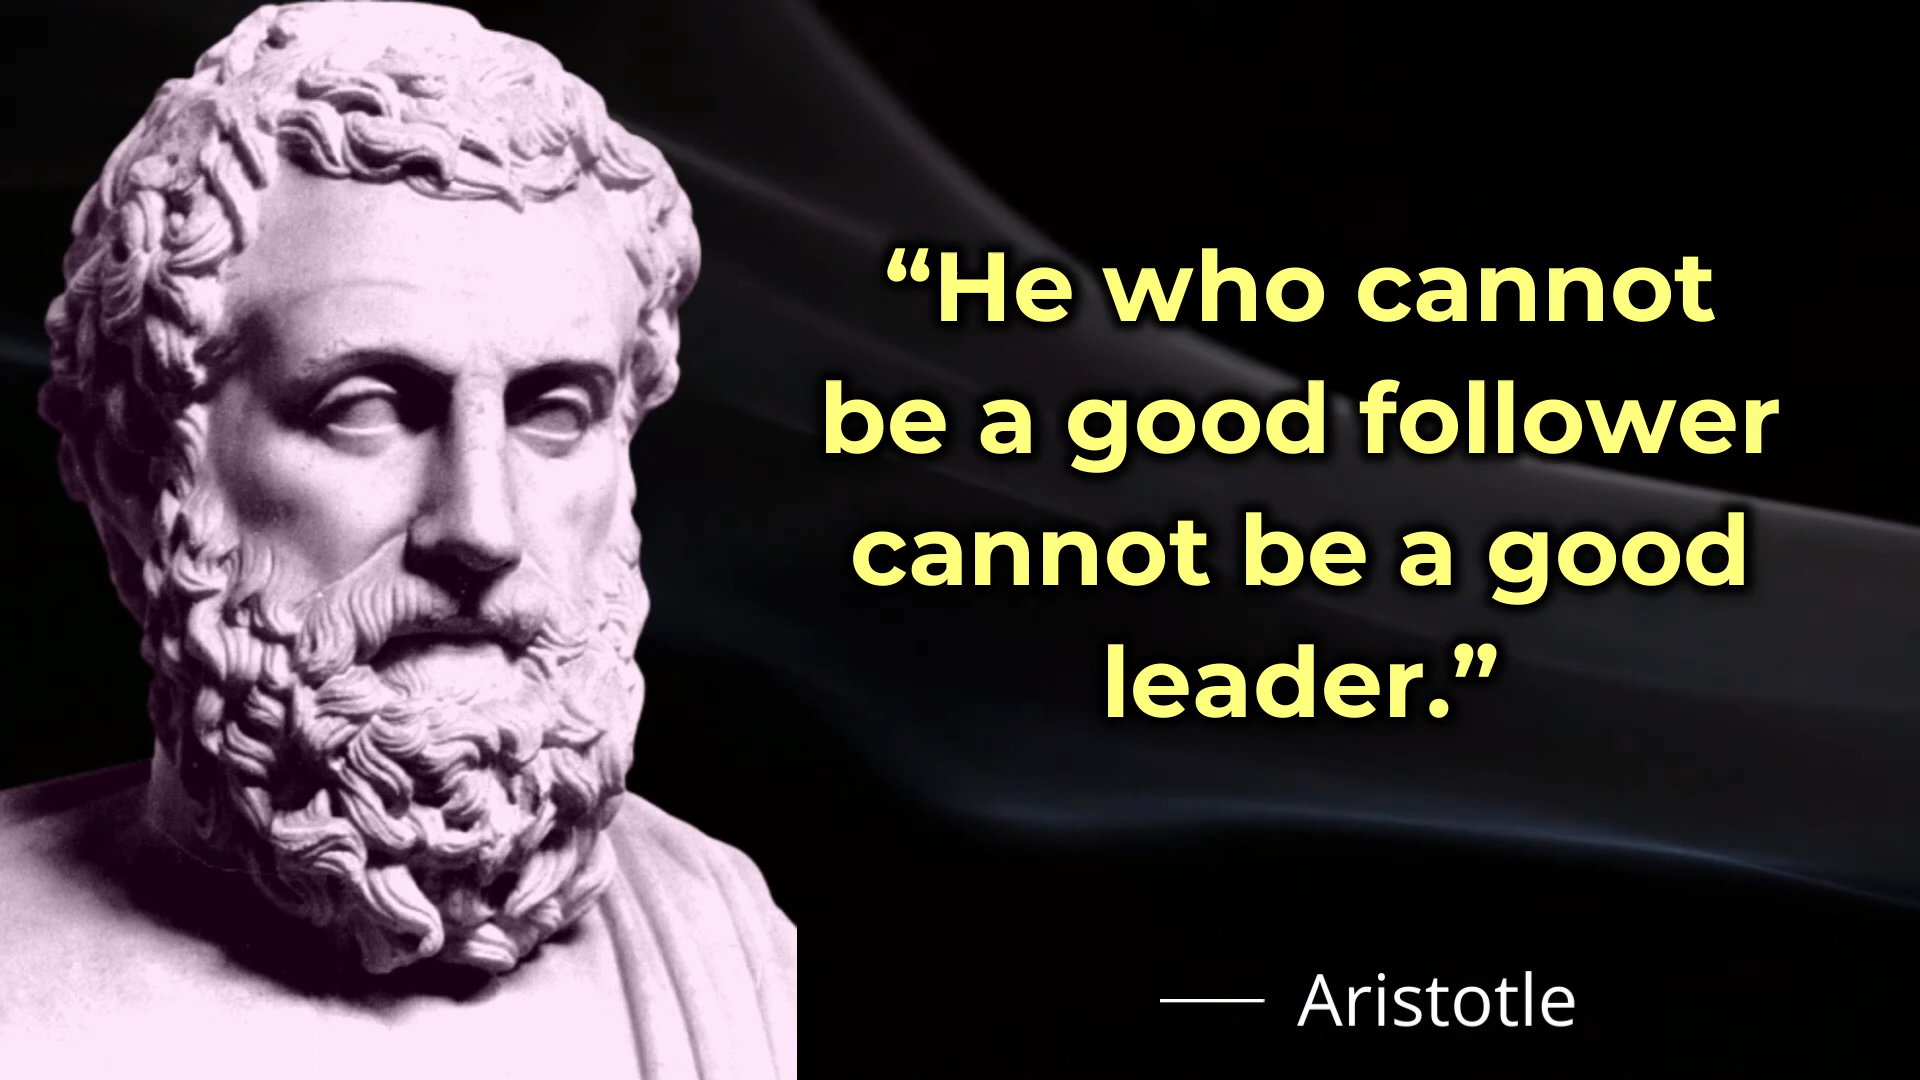 “He who cannot
be a good follower
cannot be a good
leader.”
Aristotle